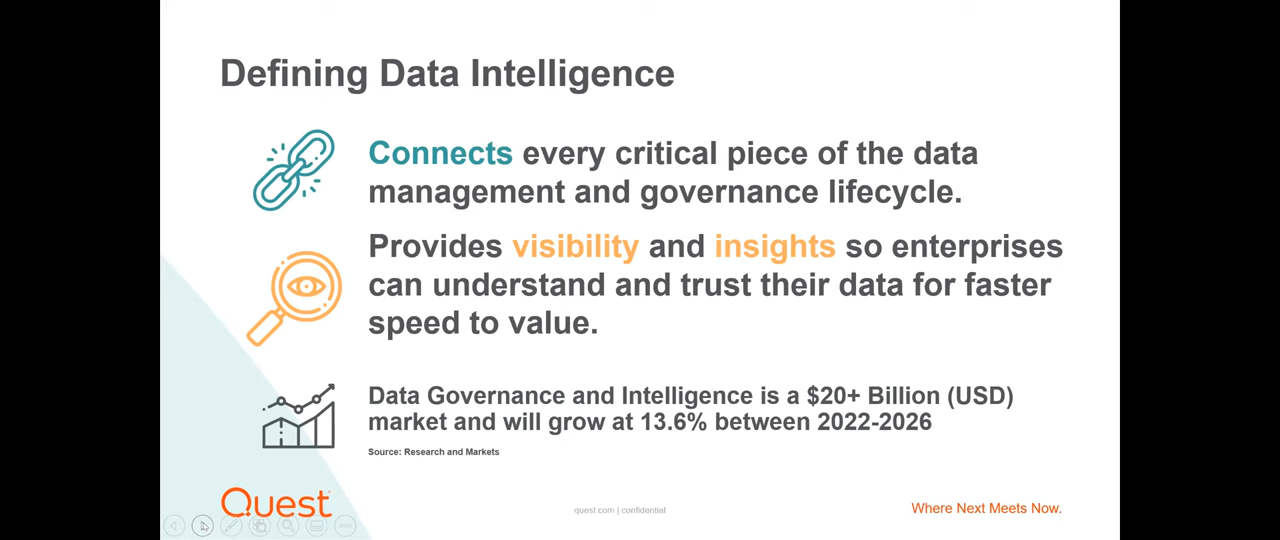 Defining Data Intelligence
Connects every critical piece of the data
management and governance lifecycle.
Provides visibility and insights so enterprises
can understand and trust their data for faster
speed to value.
Data Governance and Intelligence is a $20+ Billion (USD)
market and will grow at 13.6% between 2022-2026
Source: Research and Markets
Quest
quest.com | confidential
Where Next Meets Now.